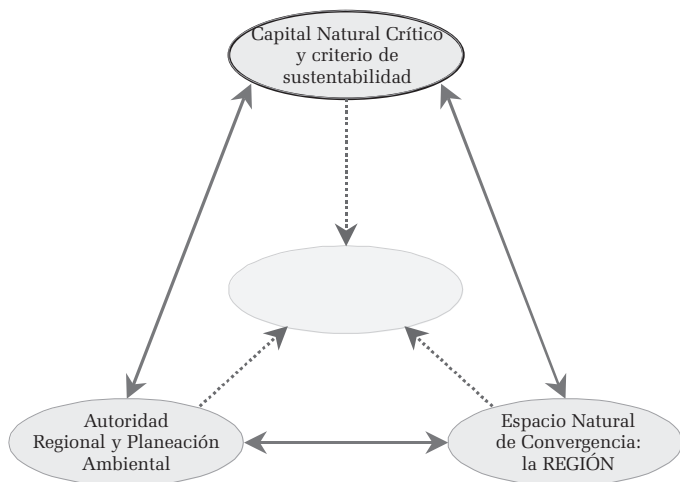 Capital Natural Crítico
y criterio de
sustentabilidad
Autoridad
Regional y Planeación
Ambiental
Espacio Natural
de Convergencia:
la REGIÓN